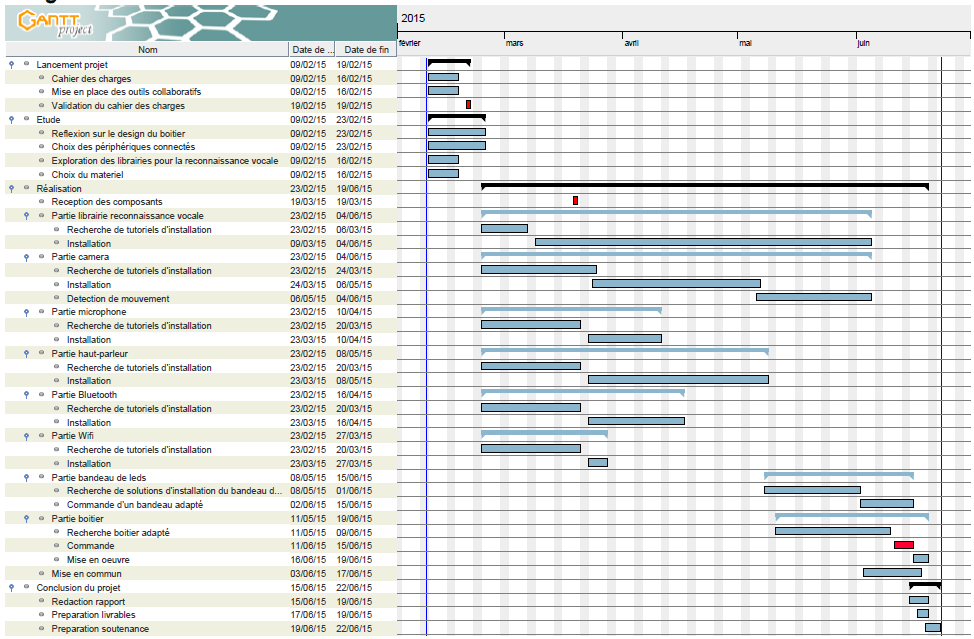 GANTT
project
2015
février mars avril mai juin
Nom Date de ... Date de fin
Lancement projet 09/02/15 19/02/15
Cahier des charges 09/02/15 16/02/15
Mise en place des outils collaboratifs 09/02/15 16/02/15
Validation du cahier des charges 19/02/15 19/02/15
Etude 09/02/15 23/02/15
Reflexion sur le design du boitier 09/02/15 23/02/15
Choix des périphériques connectés 09/02/15 23/02/15
Exploration des librairies pour la reconnaissance vocale 09/02/15 16/02/15
Choix du materiel 09/02/15 16/02/15
Réalisation 23/02/15 19/06/15
Reception des composants 19/03/15 19/03/15
Partie librairie reconnaissance vocale 23/02/15 04/06/15
Recherche de tutoriels d'installation 23/02/15 06/03/15
Installation 09/03/15 04/06/15
Partie camera 23/02/15 04/06/15
Recherche de tutoriels d'installation 23/02/15 24/03/15
Installation 24/03/15 06/05/15
Detection de mouvement 06/05/15 04/06/15
Partie microphone 23/02/15 10/04/15
Recherche de tutoriels d'installation 23/02/15 20/03/15
Installation 23/03/15 10/04/15
Partie haut-parleur 23/02/15 08/05/15
Recherche de tutoriels d'installation 23/02/15 20/03/15
Installation 23/03/15 08/05/15
Partie Bluetooth 23/02/15 16/04/15
Recherche de tutoriels d'installation 23/02/15 20/03/15
Installation 23/03/15 16/04/15
Partie Wifi 23/02/15 27/03/15
Recherche de tutoriels d'installation 23/02/15 20/03/15
Installation 23/03/15 27/03/15
Partie bandeau de leds 08/05/15 15/06/15
Recherche de solutions d'installation du bandeau d... 08/05/15 01/06/15
Commande d'un bandeau adapté 02/06/15 15/06/15
Partie boitier 11/05/15 19/06/15
Recherche boitier adapté 11/05/15 09/06/15
Commande 11/06/15 15/06/15
Mise en oeuvre 16/06/15 19/06/15
Mise en commun 03/06/15 17/06/15
Conclusion du projet 15/06/15 22/06/15
Redaction rapport 15/06/15 19/06/15
Preparation livrables 17/06/15 19/06/15
Preparation soutenance 19/06/15 22/06/15